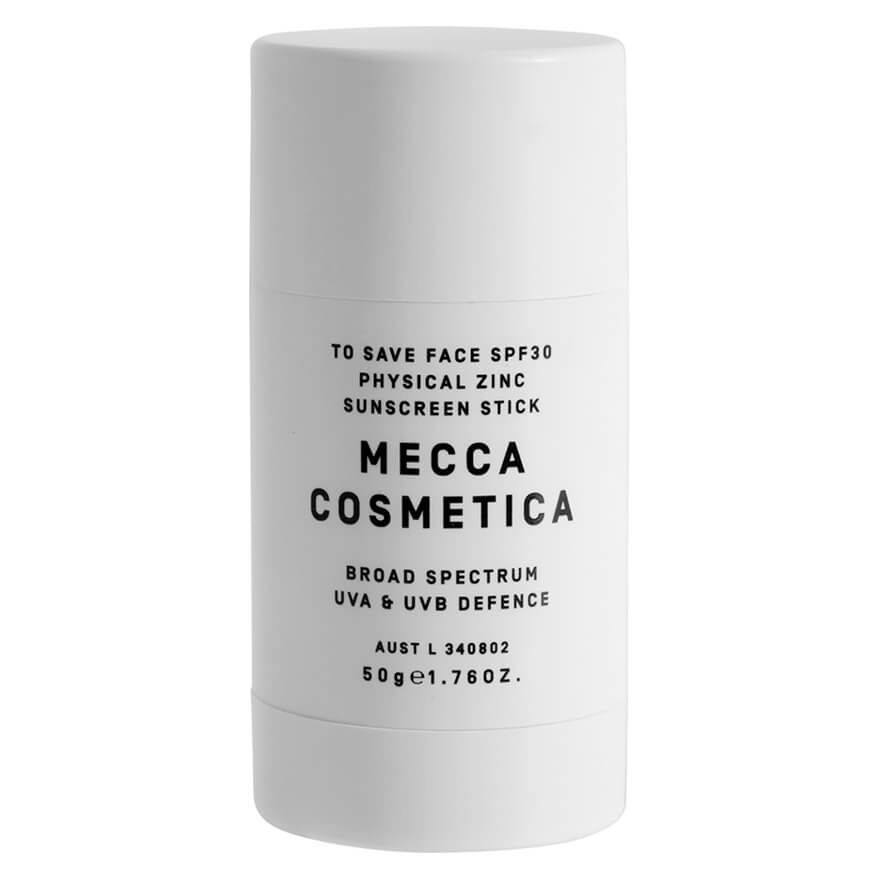 TO SAVE FACE SPF30
PHYSICAL ZINC
SUNSCREEN STICK
MECCA
COSMETICA
BROAD SPECTRUM
UVA & UVB DEFENCE
AUST L 340802
50g℮1.76OZ.